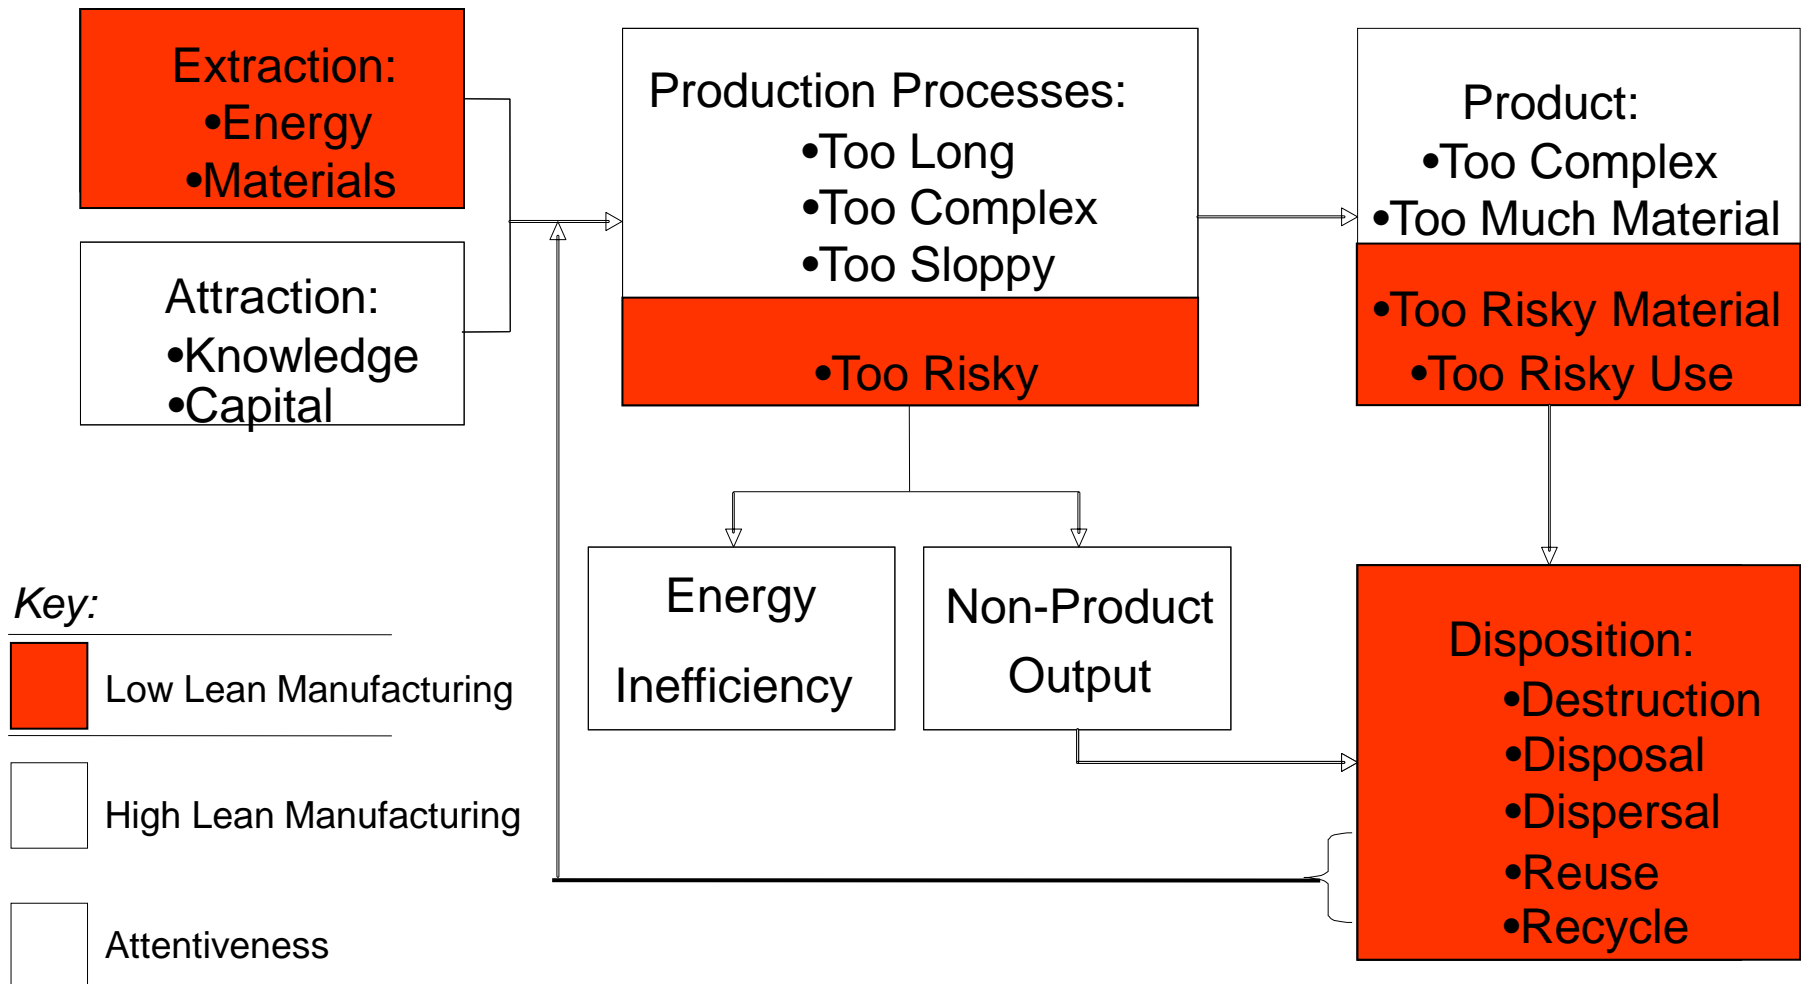 Extraction:
•Energy
•Materials
Attraction:
•Knowledge
•Capital
Production Processes:
•Too Long
•Too Complex
•Too Sloppy
•Too Risky
Product:
•Too Complex
•Too Much Material
•Too Risky Material
•Too Risky Use
Energy
Inefficiency
Non-Product
Output
Disposition:
•Destruction
•Disposal
•Dispersal
•Reuse
•Recycle
Key:
Low Lean Manufacturing
High Lean Manufacturing
Attentiveness